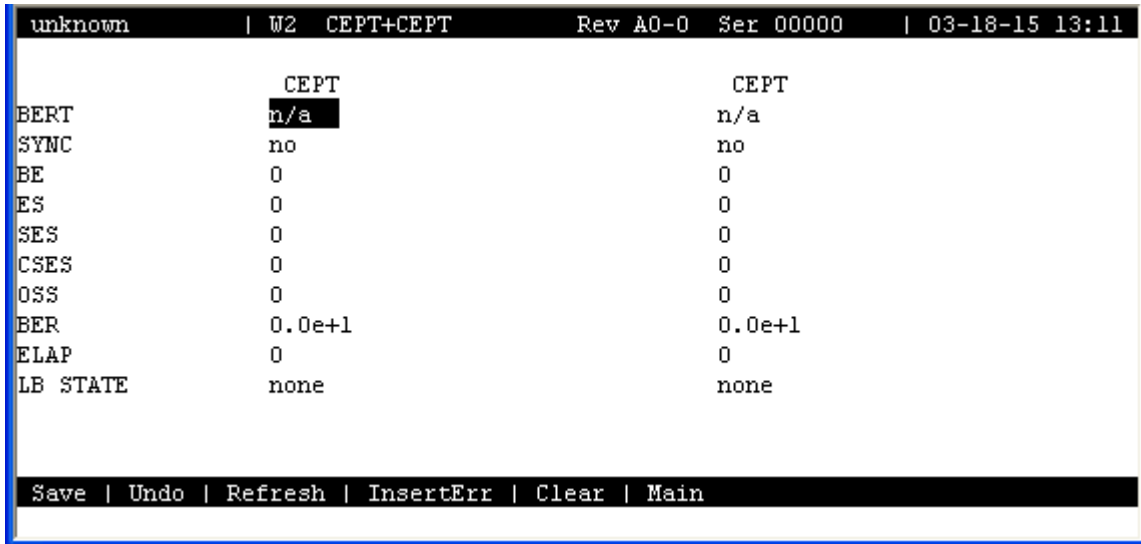 unknown | W2 CEPT+CEPT Rev A0-0 Ser 00000 | 03-18-15 13:11
CEPT CEPT
BERT n/a n/a
SYNC no no
BE 0 0
ES 0 0
SES 0 0
CSES 0 0
OSS 0 0
BER 0.0e+1 0.0e+1
ELAP 0 0
LB STATE none none
Save | Undo | Refresh | InsertErr | Clear | Main